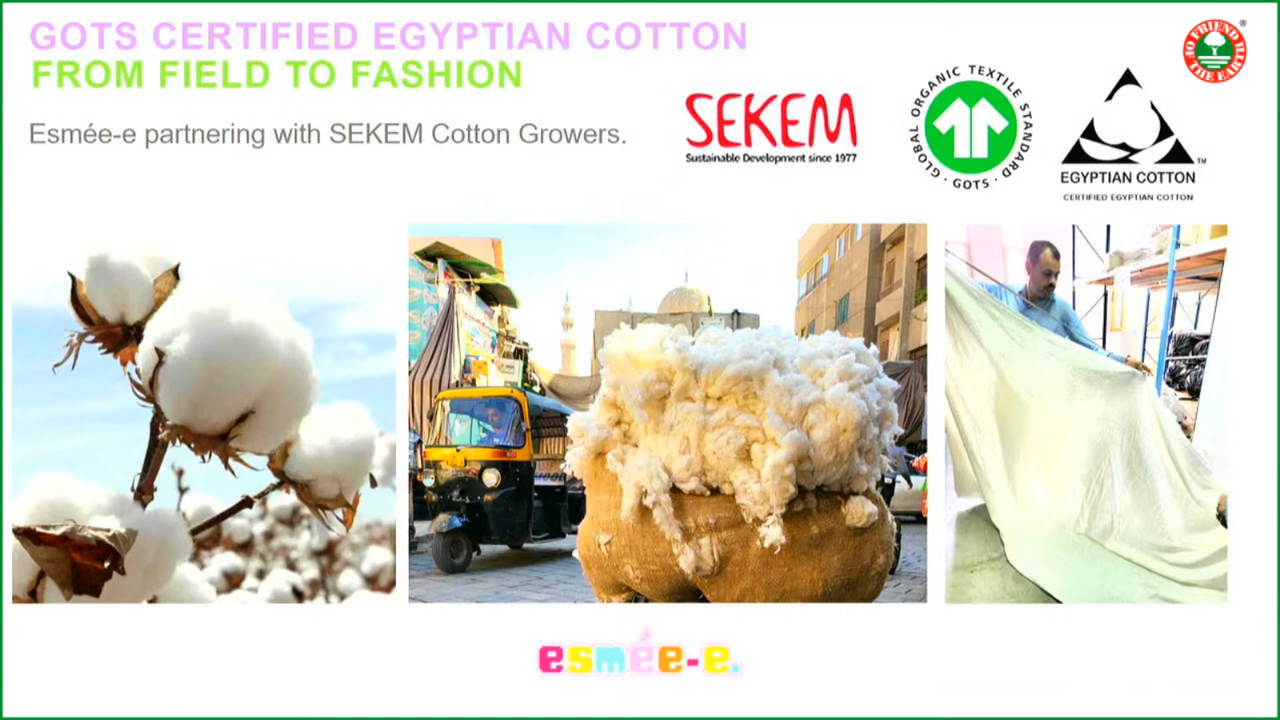 GOTS CERTIFIED EGYPTIAN COTTON
FROM FIELD TO FASHION
Esmée-e partnering with SEKEM Cotton Growers.
SEKEM
Sustainable Development since 1977
GLOBAL ORGANIC TEXTILE STANDARD · GOTS ·
EGYPTIAN COTTON™
CERTIFIED EGYPTIAN COTTON
FRIEND OF THE EARTH ®
esmée-e.